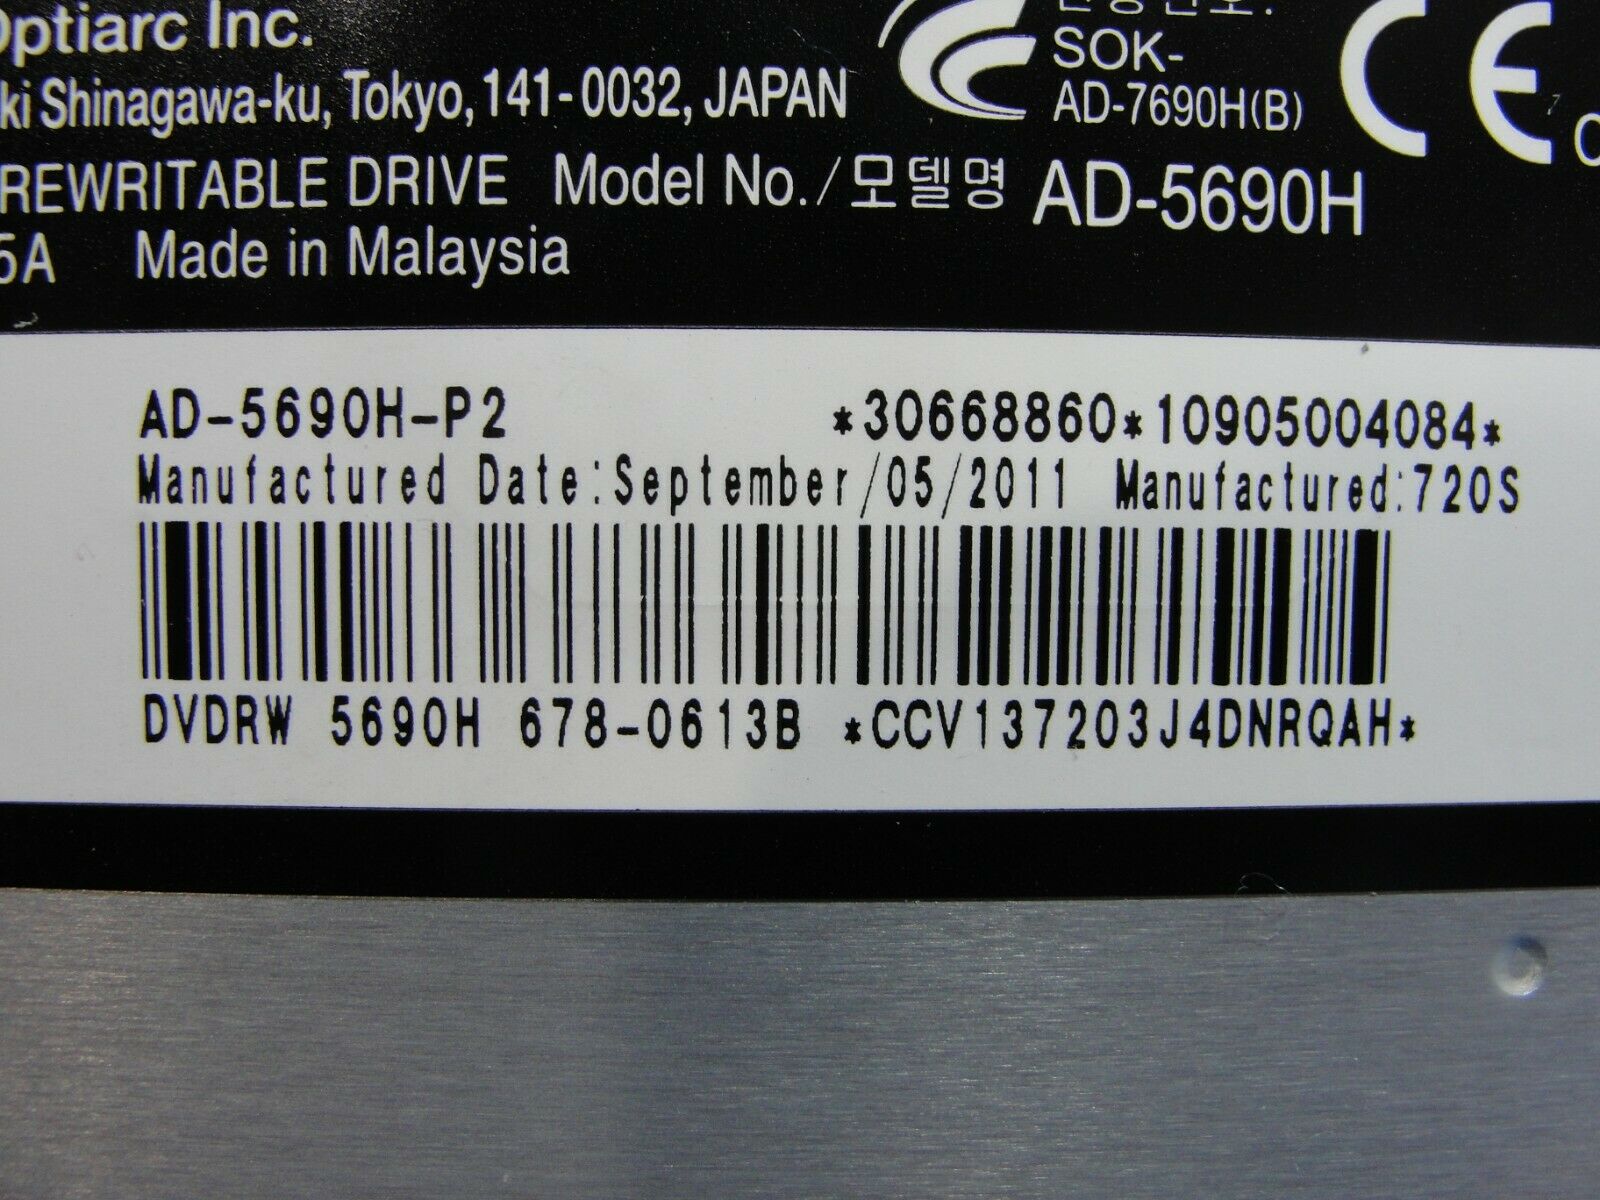 Optiarc Inc.
ki Shinagawa-ku, Tokyo, 141-0032, JAPAN
SOK-
AD-7690H(B)
CE
REWRITABLE DRIVE Model No./모델명 AD-5690H
5A Made in Malaysia
AD-5690H-P2 *30668860*10905004084*
Manufactured Date:September/05/2011 Manufactured:720S
DVDRW 5690H 678-0613B *CCV137203J4DNRQAH*